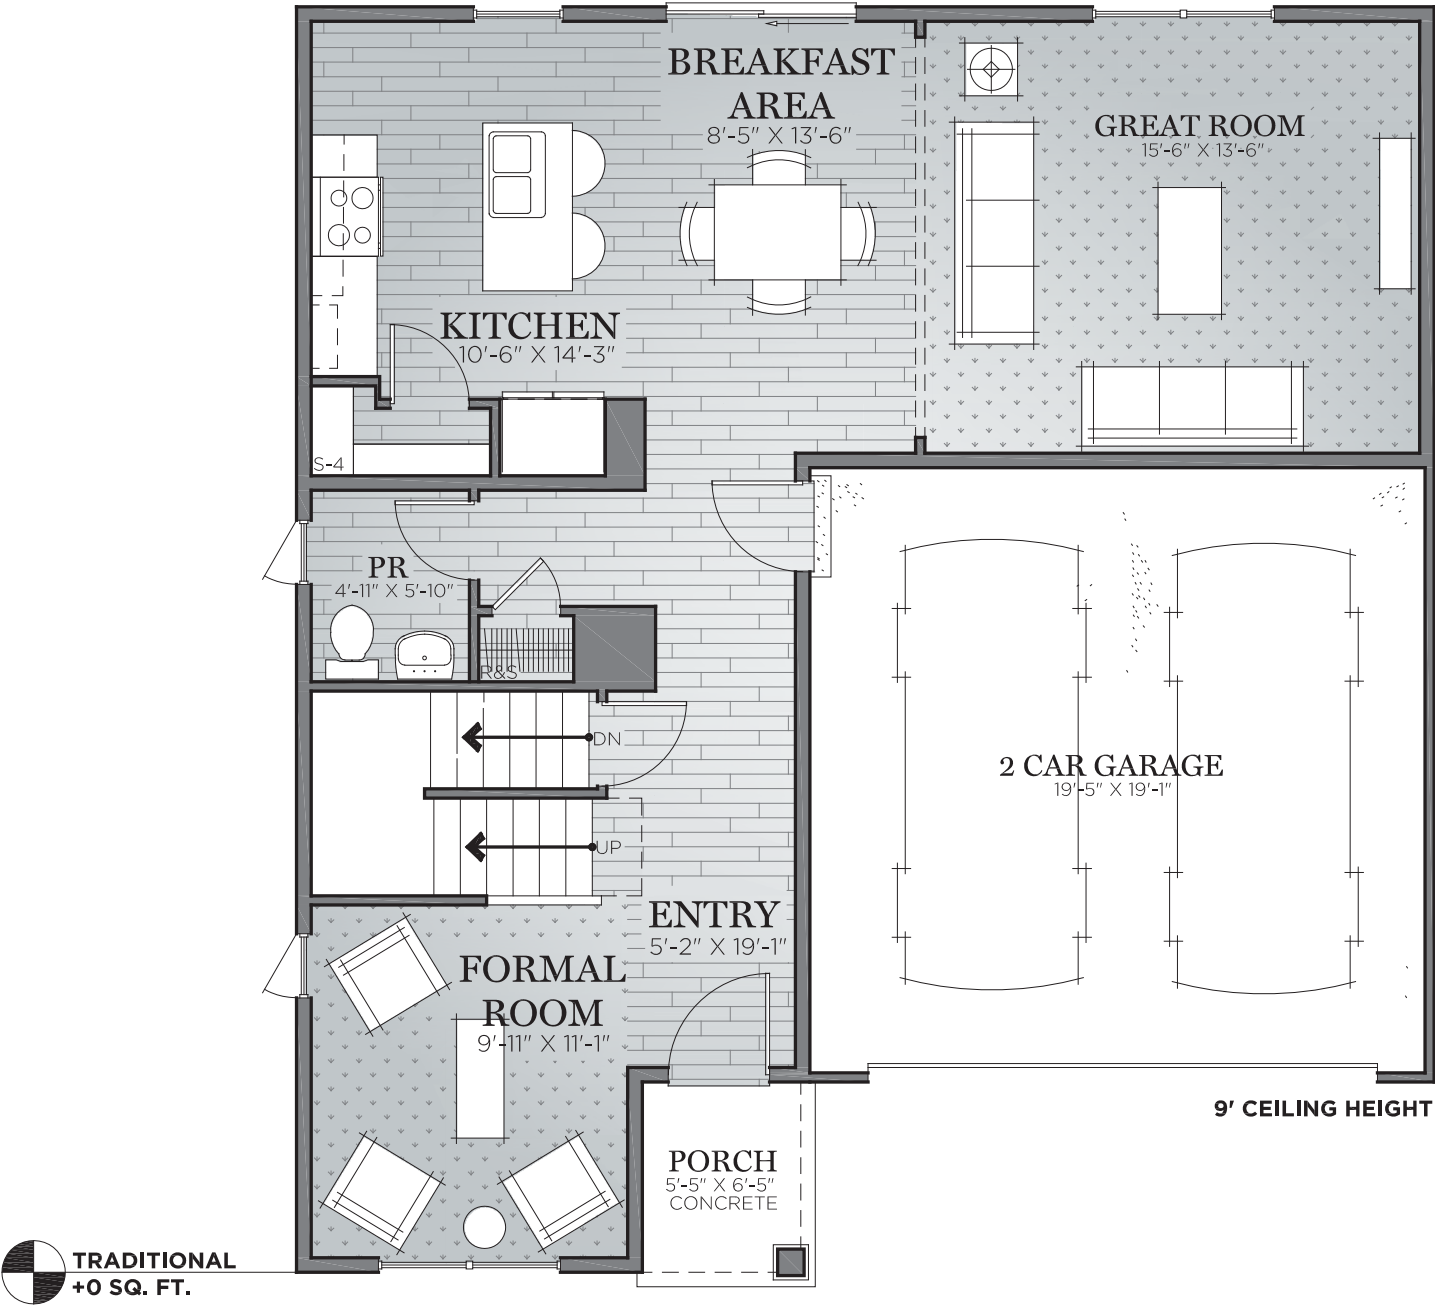 BREAKFAST
AREA
8'-5" X 13'-6"
GREAT ROOM
15'-6" X 13'-6"
KITCHEN
10'-6" X 14'-3"
S-4
PR
4'-11" X 5'-10"
R&S
DN
UP
2 CAR GARAGE
19'-5" X 19'-1"
ENTRY
5'-2" X 19'-1"
FORMAL
ROOM
9'-11" X 11'-1"
9' CEILING HEIGHT
PORCH
5'-5" X 6'-5"
CONCRETE
TRADITIONAL
+0 SQ. FT.